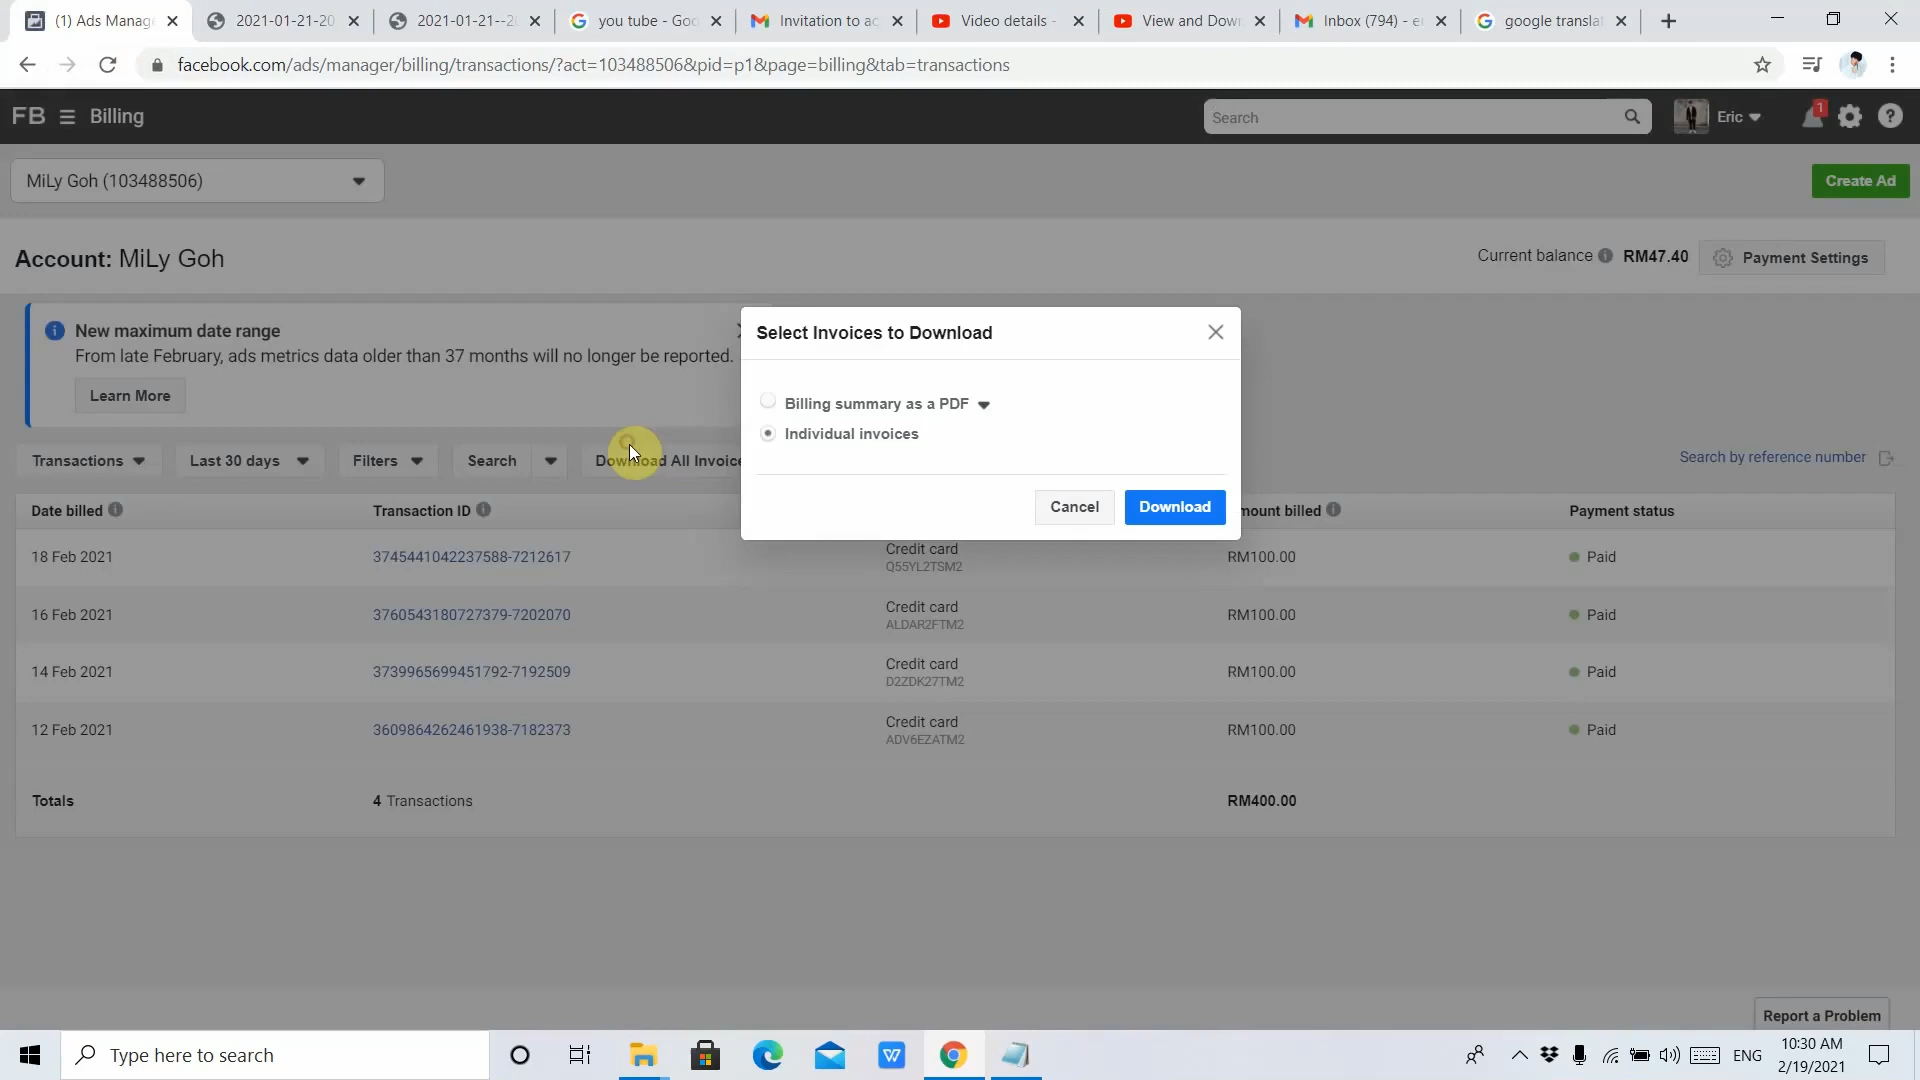 (1) Ads Manage
2021-01-21-20
2021-01-21--20
you tube - Goo
Invitation to ac
Video details -
View and Down
Inbox (794) - e
google translat
facebook.com/ads/manager/billing/transactions/?act=103488506&pid=p1&page=billing&tab=transactions
FB Billing
Search
Eric
1
MiLy Goh (103488506)
Create Ad
Account: MiLy Goh
Current balance RM47.40
Payment Settings
New maximum date range
From late February, ads metrics data older than 37 months will no longer be reported.
Learn More
Select Invoices to Download
Billing summary as a PDF
Individual invoices
Cancel
Download
Transactions
Last 30 days
Filters
Search
Download All Invoice
Search by reference number
Date billed
Transaction ID
mount billed
Payment status
18 Feb 2021
3745441042237588-7212617
Credit card
Q55YL2TSM2
RM100.00
Paid
16 Feb 2021
3760543180727379-7202070
Credit card
ALDAR2FTM2
RM100.00
Paid
14 Feb 2021
3739965699451792-7192509
Credit card
D2ZDK27TM2
RM100.00
Paid
12 Feb 2021
3609864262461938-7182373
Credit card
ADV6EZATM2
RM100.00
Paid
Totals
4 Transactions
RM400.00
Report a Problem
Type here to search
ENG
10:30 AM
2/19/2021